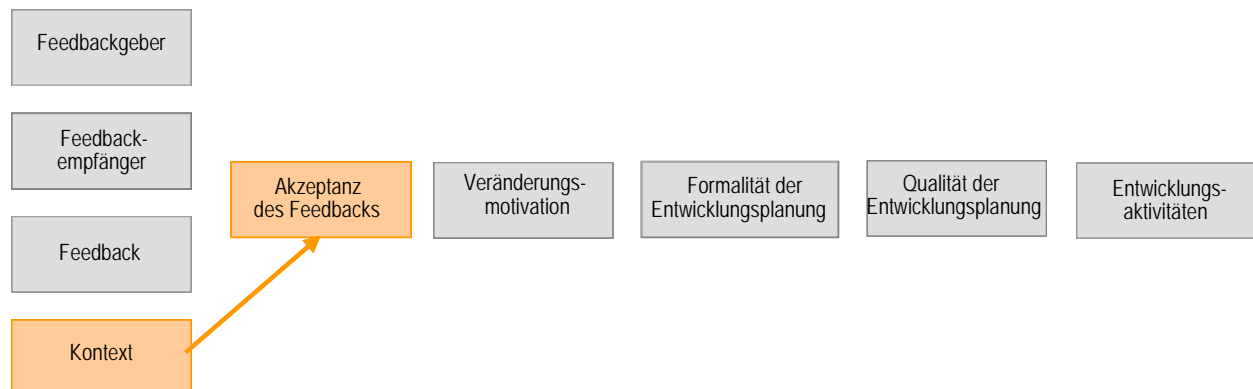 Feedbackgeber
Feedback-
empfänger
Feedback
Kontext
Akzeptanz
des Feedbacks
Veränderungs-
motivation
Formalität der
Entwicklungsplanung
Qualität der
Entwicklungsplanung
Entwicklungs-
aktivitäten